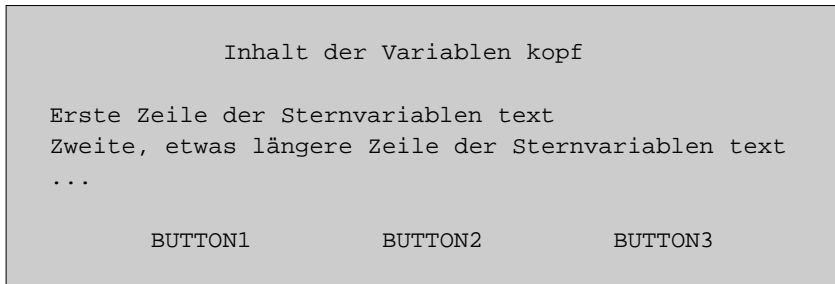 Inhalt der Variablen kopf
Erste Zeile der Sternvariablen text
Zweite, etwas längere Zeile der Sternvariablen text
...
BUTTON1 BUTTON2 BUTTON3